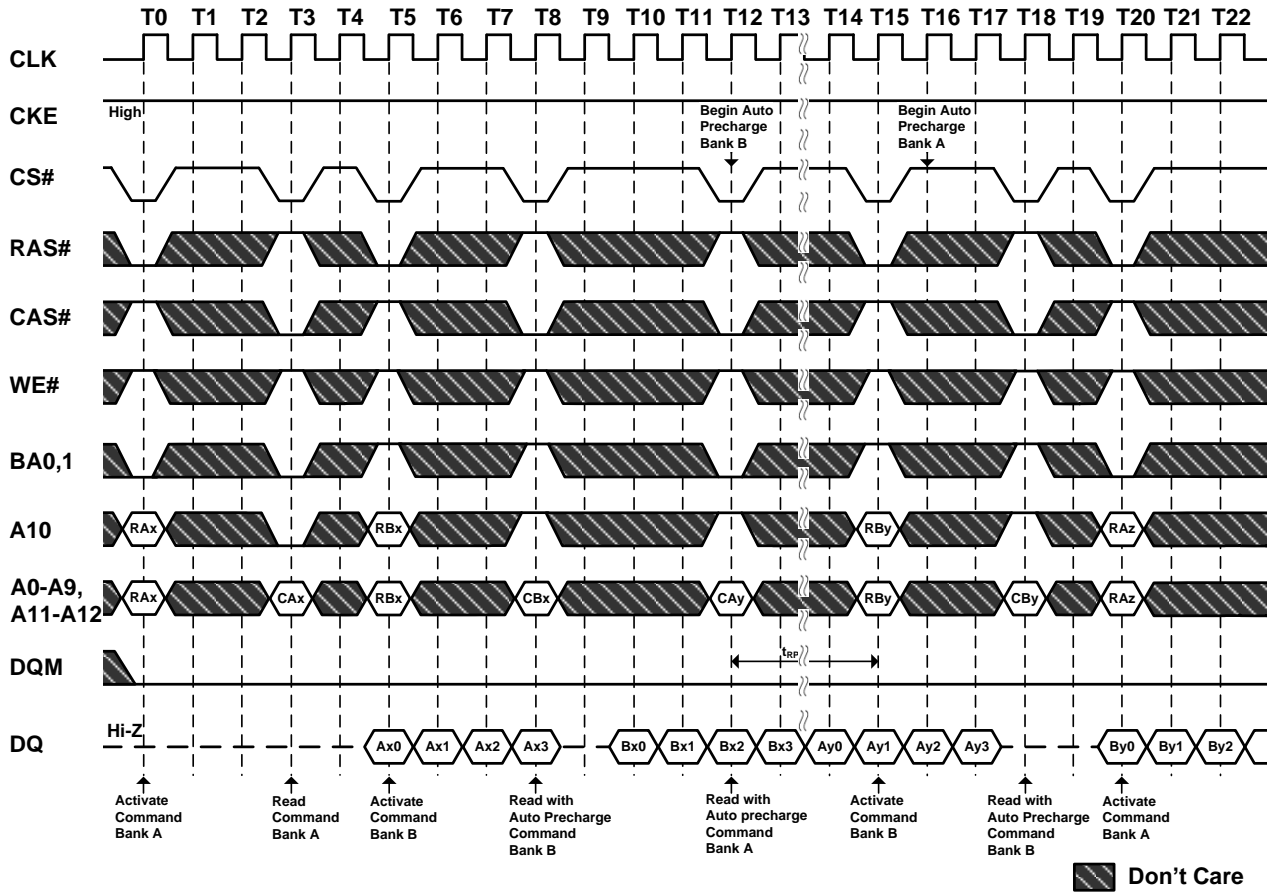 T0 T1 T2 T3 T4 T5 T6 T7 T8 T9 T10 T11 T12 T13 T14 T15 T16 T17 T18 T19 T20 T21 T22
CLK
CKE
High
Begin Auto
Precharge
Bank B
Begin Auto
Precharge
Bank A
CS#
RAS#
CAS#
WE#
BA0,1
A10
RAx RBx RBy RAz
A0-A9,
A11-A12
RAx CAx RBx CBx CAy RBy CBy RAz
DQM
tRP
DQ
Hi-Z
Ax0 Ax1 Ax2 Ax3 Bx0 Bx1 Bx2 Bx3 Ay0 Ay1 Ay2 Ay3 By0 By1 By2
Activate
Command
Bank A
Read
Command
Bank A
Activate
Command
Bank B
Read with
Auto Precharge
Command
Bank B
Read with
Auto precharge
Command
Bank A
Activate
Command
Bank B
Read with
Auto Precharge
Command
Bank B
Activate
Command
Bank A
Don't Care